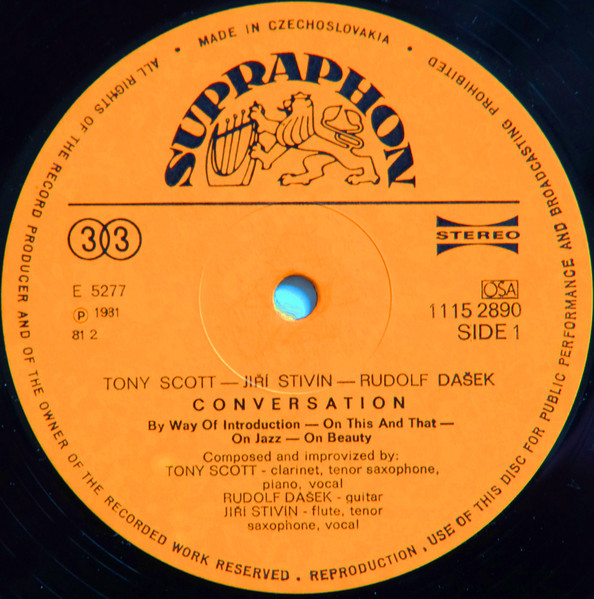 ALL RIGHTS OF THE RECORD PRODUCER AND OF THE OWNER OF THE RECORDED WORK RESERVED . REPRODUCTION , USE OF THIS DISC FOR PUBLIC PERFORMANCE AND BROADCASTING PROHIBITED
• MADE IN CZECHOSLOVAKIA •
SUPRAPHON
33
STEREO
E 5277
℗ 1981
81 2
OSA
1115 2890
SIDE 1
TONY SCOTT — JIŘÍ STIVIN — RUDOLF DAŠEK
CONVERSATION
By Way Of Introduction — On This And That —
On Jazz — On Beauty
Composed and improvized by:
TONY SCOTT - clarinet, tenor saxophone,
piano, vocal
RUDOLF DAŠEK - guitar
JIŘÍ STIVIN - flute, tenor
saxophone, vocal